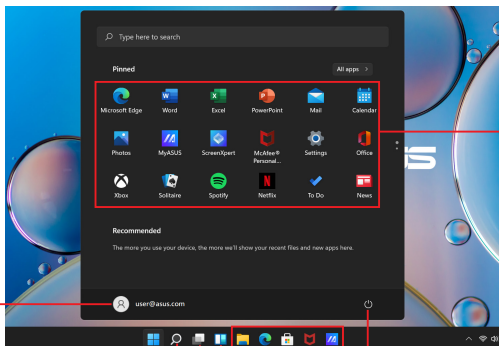 Type here to search
Pinned
All apps >
Microsoft Edge Word Excel PowerPoint Mail Calendar
Photos MyASUS ScreenXpert McAfee® Personal... Settings Office
Xbox Solitaire Spotify Netflix To Do News
Recommended
The more you use your device, the more we'll show your recent files and new apps here.
user@asus.com